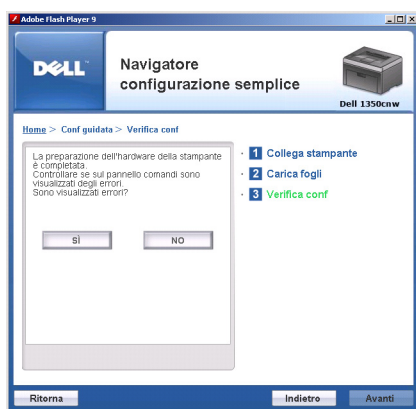 Adobe Flash Player 9
DELL™
Navigatore
configurazione semplice
Dell 1350cnw
Home > Conf guidata > Verifica conf
La preparazione dell'hardware della stampante
è completata.
Controllare se sul pannello comandi sono
visualizzati degli errori.
Sono visualizzati errori?
SÌ
NO
1 Collega stampante
2 Carica fogli
3 Verifica conf
Ritorna
Indietro
Avanti